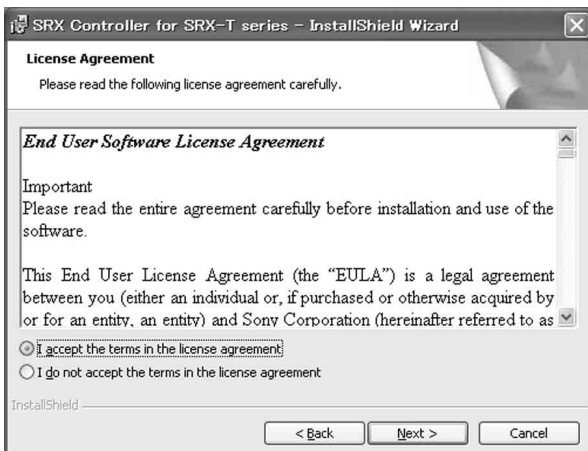 SRX Controller for SRX-T series - InstallShield Wizard
License Agreement
Please read the following license agreement carefully.
End User Software License Agreement
Important
Please read the entire agreement carefully before installation and use of the
software.
This End User License Agreement (the “EULA”) is a legal agreement
between you (either an individual or, if purchased or otherwise acquired by
or for an entity, an entity) and Sony Corporation (hereinafter referred to as
I accept the terms in the license agreement
I do not accept the terms in the license agreement
InstallShield
< Back
Next >
Cancel